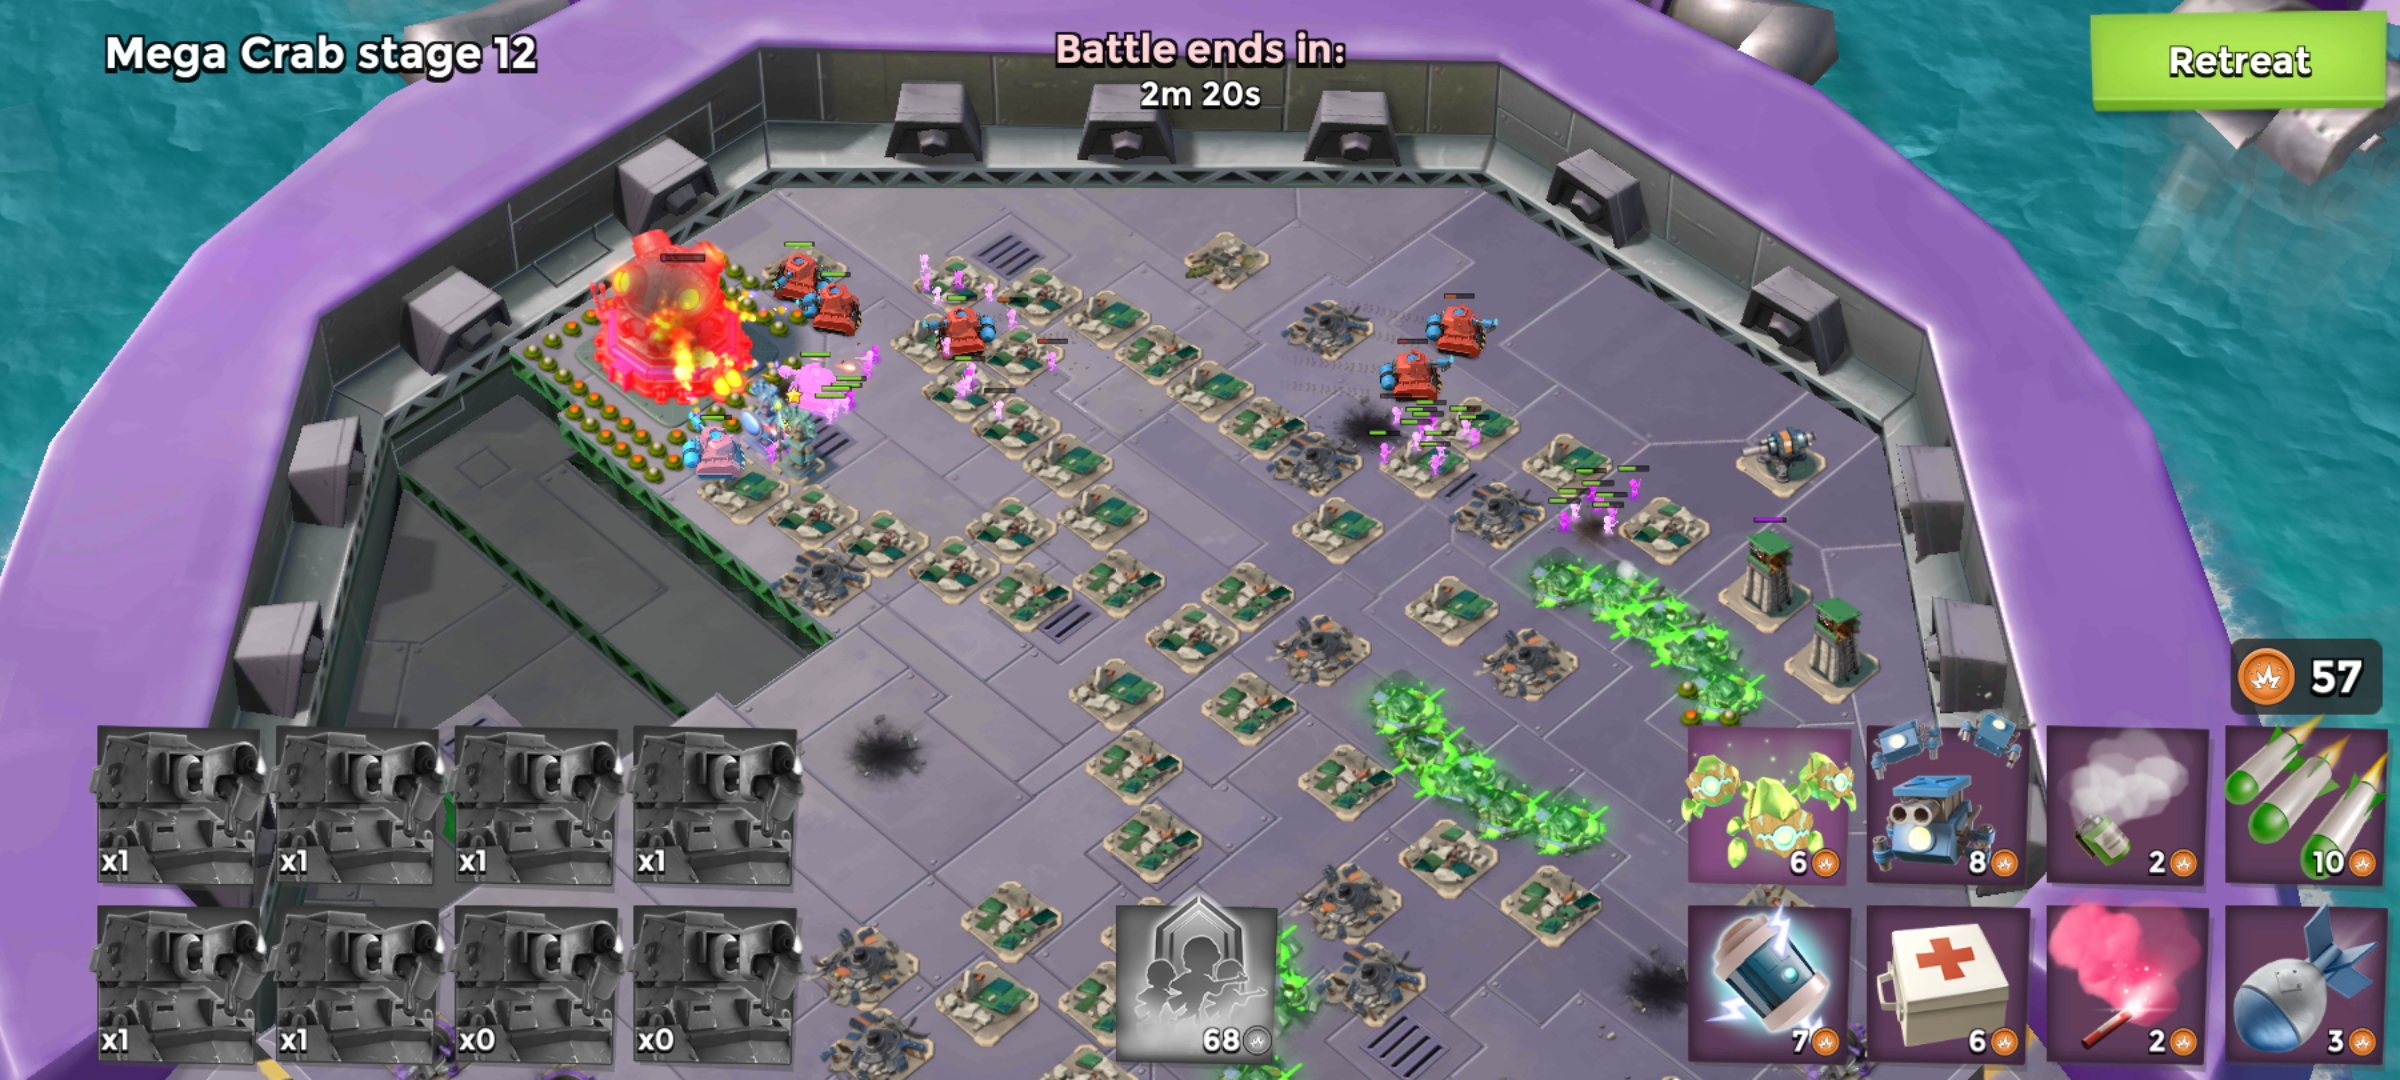 Mega Crab stage 12
Battle ends in:
2m 20s
Retreat
57
x1
x1
x1
x1
6
8
2
10
x1
x1
x0
x0
68
7
6
2
3